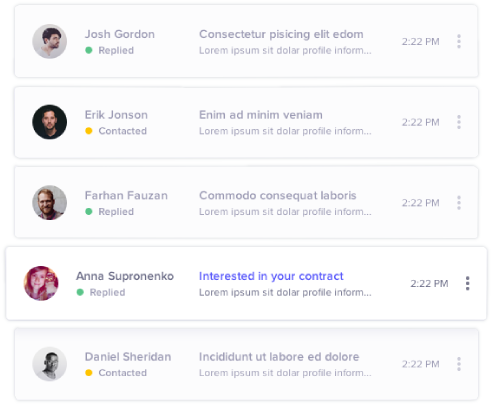 Josh Gordon
Consectetur pisicing elit edom
2:22 PM
Replied
Lorem ipsum sit dolar profile inform...
Erik Jonson
Enim ad minim veniam
2:22 PM
Contacted
Lorem ipsum sit dolar profile inform...
Farhan Fauzan
Commodo consequat laboris
2:22 PM
Replied
Lorem ipsum sit dolar profile inform...
Anna Supronenko
Interested in your contract
2:22 PM
Replied
Lorem ipsum sit dolar profile inform...
Daniel Sheridan
Incididunt ut labore ed dolore
2:22 PM
Contacted
Lorem ipsum sit dolar profile inform...